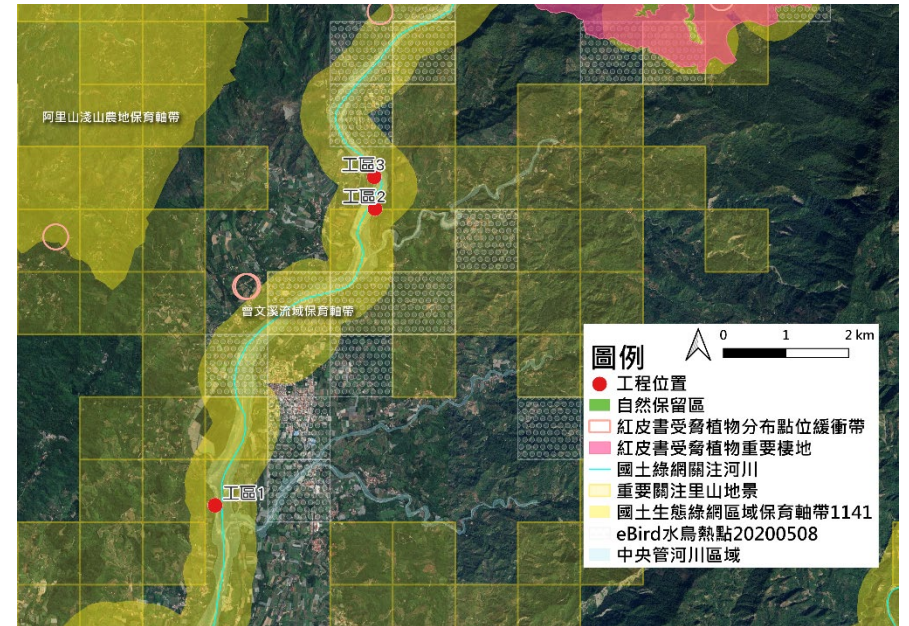 阿里山淺山農地保育軸帶
工區3
工區2
曾文溪流域保育軸帶
工區1
0 1 2 km
圖例
工程位置
自然保留區
紅皮書受脅植物分布點位緩衝帶
紅皮書受脅植物重要棲地
國土綠網關注河川
重要關注里山地景
國土生態綠網區域保育軸帶1141
eBird水鳥熱點20200508
中央管河川區域